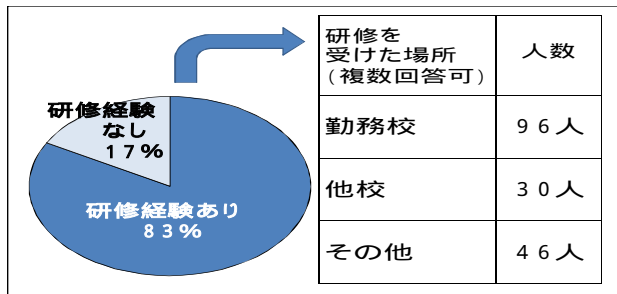 研修経験
なし
１７％
研修経験あり
８３％
研修を
受けた場所
(複数回答可)
人数
勤務校
９６人
他校
３０人
その他
４６人